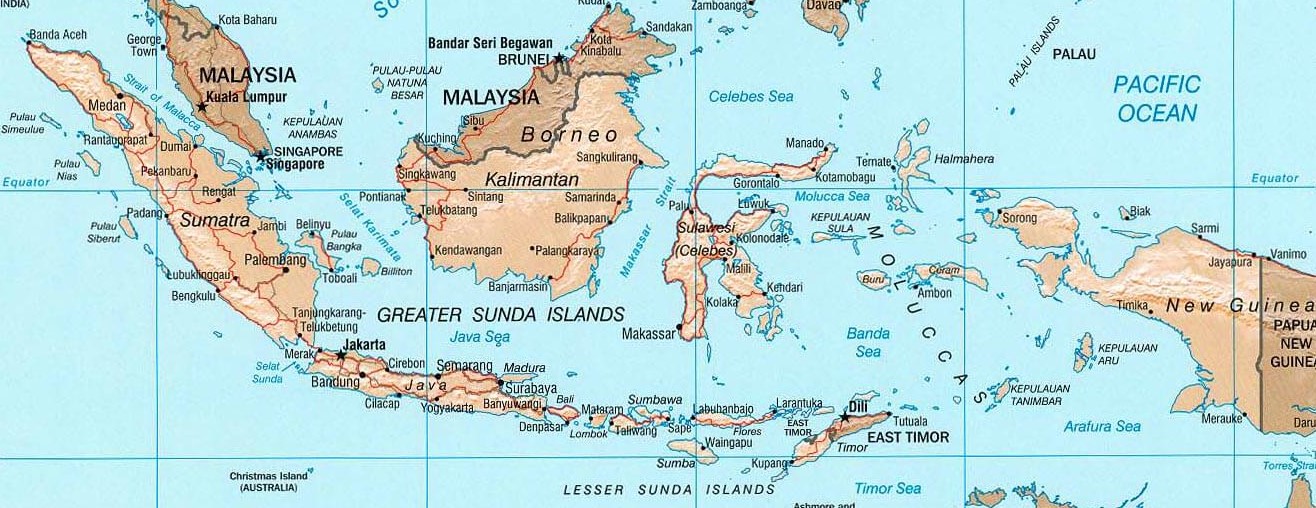 INDIA)
Banda Aceh
George
Town
Kota Baharu
MALAYSIA
Kuala Lumpur
Strait of Malacca
Medan
Pulau
Simeulue
Rantauprapat
Dumai
SINGAPORE
Singapore
Pulau
Nias
Pekanbaru
Equator
Rengat
Padang
Sumatra
Pulau
Siberut
Jambi
Belinyu
Pulau
Bangka
Palembang
Toboali
Billiton
Lubuklinggau
Bengkulu
Tanjungkarang-
Telukbetung
Merak
Jakarta
Selat
Sunda
PULAU-PULAU
NATUNA
BESAR
KEPULAUAN
ANAMBAS
Selat Karimata
Bandar Seri Begawan
BRUNEI
Kota
Kinabalu
Kudat
Sandakan
MALAYSIA
Sibu
Kuching
Borneo
Singkawang
Kalimantan
Sangkulirang
Pontianak
Sintang
Samarinda
Telukbatang
Balikpapan
Kendawangan
Palangkaraya
Banjarmasin
Makassar Strait
GREATER SUNDA ISLANDS
Java Sea
Cirebon
Semarang
Madura
Bandung
Java
Surabaya
Cilacap
Yogyakarta
Banyuwangi
Bali
Denpasar
Mataram
Lombok
Sumbawa
Taliwang
Sape
Labuhanbajo
Larantuka
Flores
Waingapu
Sumba
Kupang
EAST
TIMOR
Dili
Tutuala
EAST TIMOR
Timor
LESSER SUNDA ISLANDS
Timor Sea
Christmas Island
(AUSTRALIA)
Zamboanga
Davao
Celebes Sea
Manado
Gorontalo
Kotamobagu
Ternate
Halmahera
Molucca Sea
Palu
Luwuk
Sulawesi
(Celebes)
Kolonodale
KEPULAUAN
SULA
Malili
Kendari
Kolaka
Makassar
MOLUCCAS
Buru
Ceram
Ambon
Banda
Sea
PALAU ISLANDS
PALAU
PACIFIC
OCEAN
Equator
Sorong
Biak
Sarmi
Jayapura
Vanimo
Timika
New Guinea
PAPUA
NEW
GUINEA
KEPULAUAN
ARU
KEPULAUAN
TANIMBAR
Arafura Sea
Merauke
Daru
Torres Strait
Ashmore and